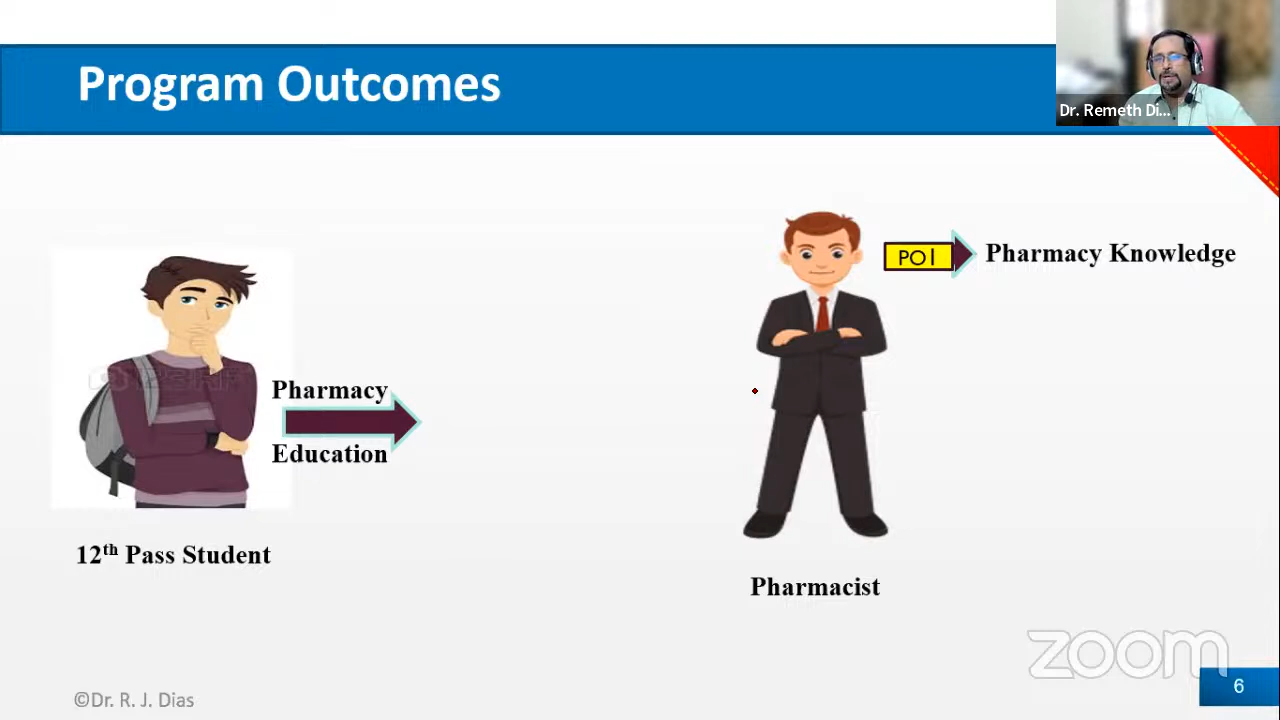 Program Outcomes
Dr. Remeth Di...
PO1
Pharmacy Knowledge
Pharmacy
Education
12th Pass Student
Pharmacist
zoom
©Dr. R. J. Dias
6